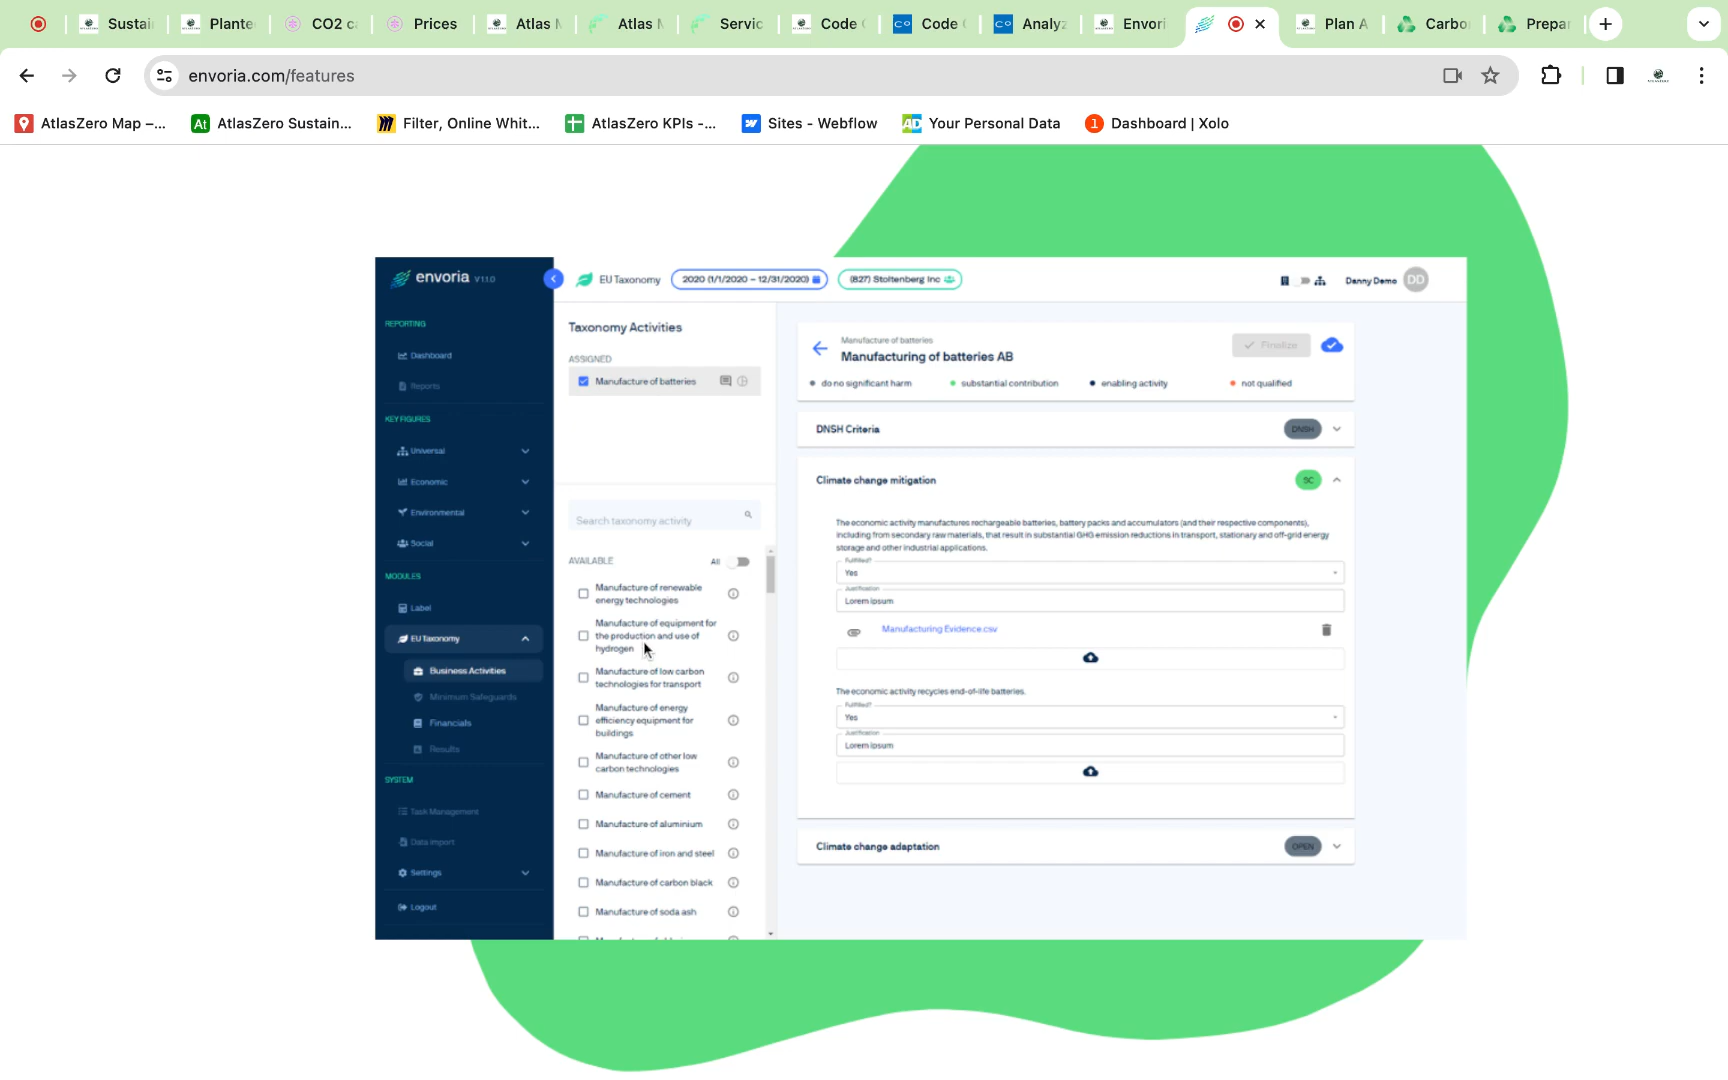 Sustai
Plante
CO2 ca
Prices
Atlas M
Atlas M
Servic
Code (
Code (
Analyz
Envori
Plan A
Carbo
Prepar
envoria.com/features
AtlasZero Map –...
AtlasZero Sustain...
Filter, Online Whit...
AtlasZero KPIs -...
Sites - Webflow
Your Personal Data
Dashboard | Xolo
envoria V1.1.0
REPORTING
Dashboard
Reports
KEY FIGURES
Universal
Economic
Environmental
Social
MODULES
Label
EU Taxonomy
Business Activities
Minimum Safeguards
Financials
Results
SYSTEM
Task Management
Data Import
Settings
Logout
EU Taxonomy
2020 (1/1/2020 – 12/31/2020)
(827) Stoltenberg Inc
Danny Demo
DD
Taxonomy Activities
ASSIGNED
Manufacture of batteries
Search taxonomy activity
AVAILABLE
All
Manufacture of renewable
energy technologies
Manufacture of equipment for
the production and use of
hydrogen
Manufacture of low carbon
technologies for transport
Manufacture of energy
efficiency equipment for
buildings
Manufacture of other low
carbon technologies
Manufacture of cement
Manufacture of aluminium
Manufacture of iron and steel
Manufacture of carbon black
Manufacture of soda ash
Manufacture of batteries
Manufacturing of batteries AB
Finalize
do no significant harm
substantial contribution
enabling activity
not qualified
DNSH Criteria
DNSH
Climate change mitigation
SC
The economic activity manufactures rechargeable batteries, battery packs and accumulators (and their respective components),
including from secondary raw materials, that result in substantial GHG emission reductions in transport, stationary and off-grid energy
storage and other industrial applications.
Fulfilled?
Yes
Justification
Lorem ipsum
Manufacturing Evidence.csv
The economic activity recycles end-of-life batteries.
Fulfilled?
Yes
Justification
Lorem ipsum
Climate change adaptation
OPEN